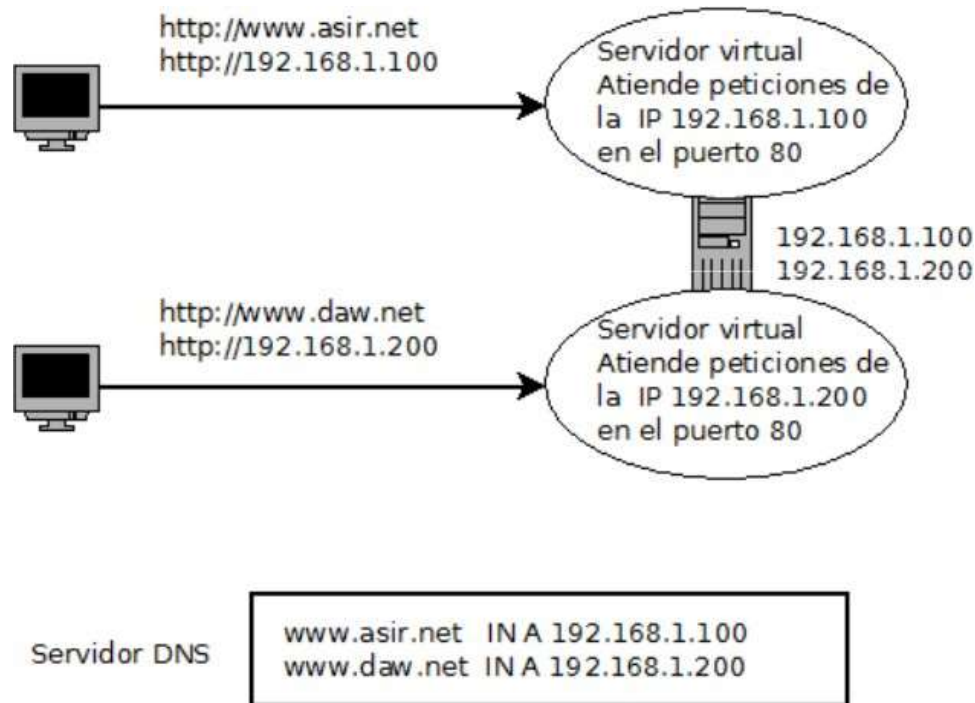 http://www.asir.net
http://192.168.1.100
Servidor virtual
Atiende peticiones de
la IP 192.168.1.100
en el puerto 80
192.168.1.100
192.168.1.200
http://www.daw.net
http://192.168.1.200
Servidor virtual
Atiende peticiones de
la IP 192.168.1.200
en el puerto 80
Servidor DNS
www.asir.net IN A 192.168.1.100
www.daw.net IN A 192.168.1.200